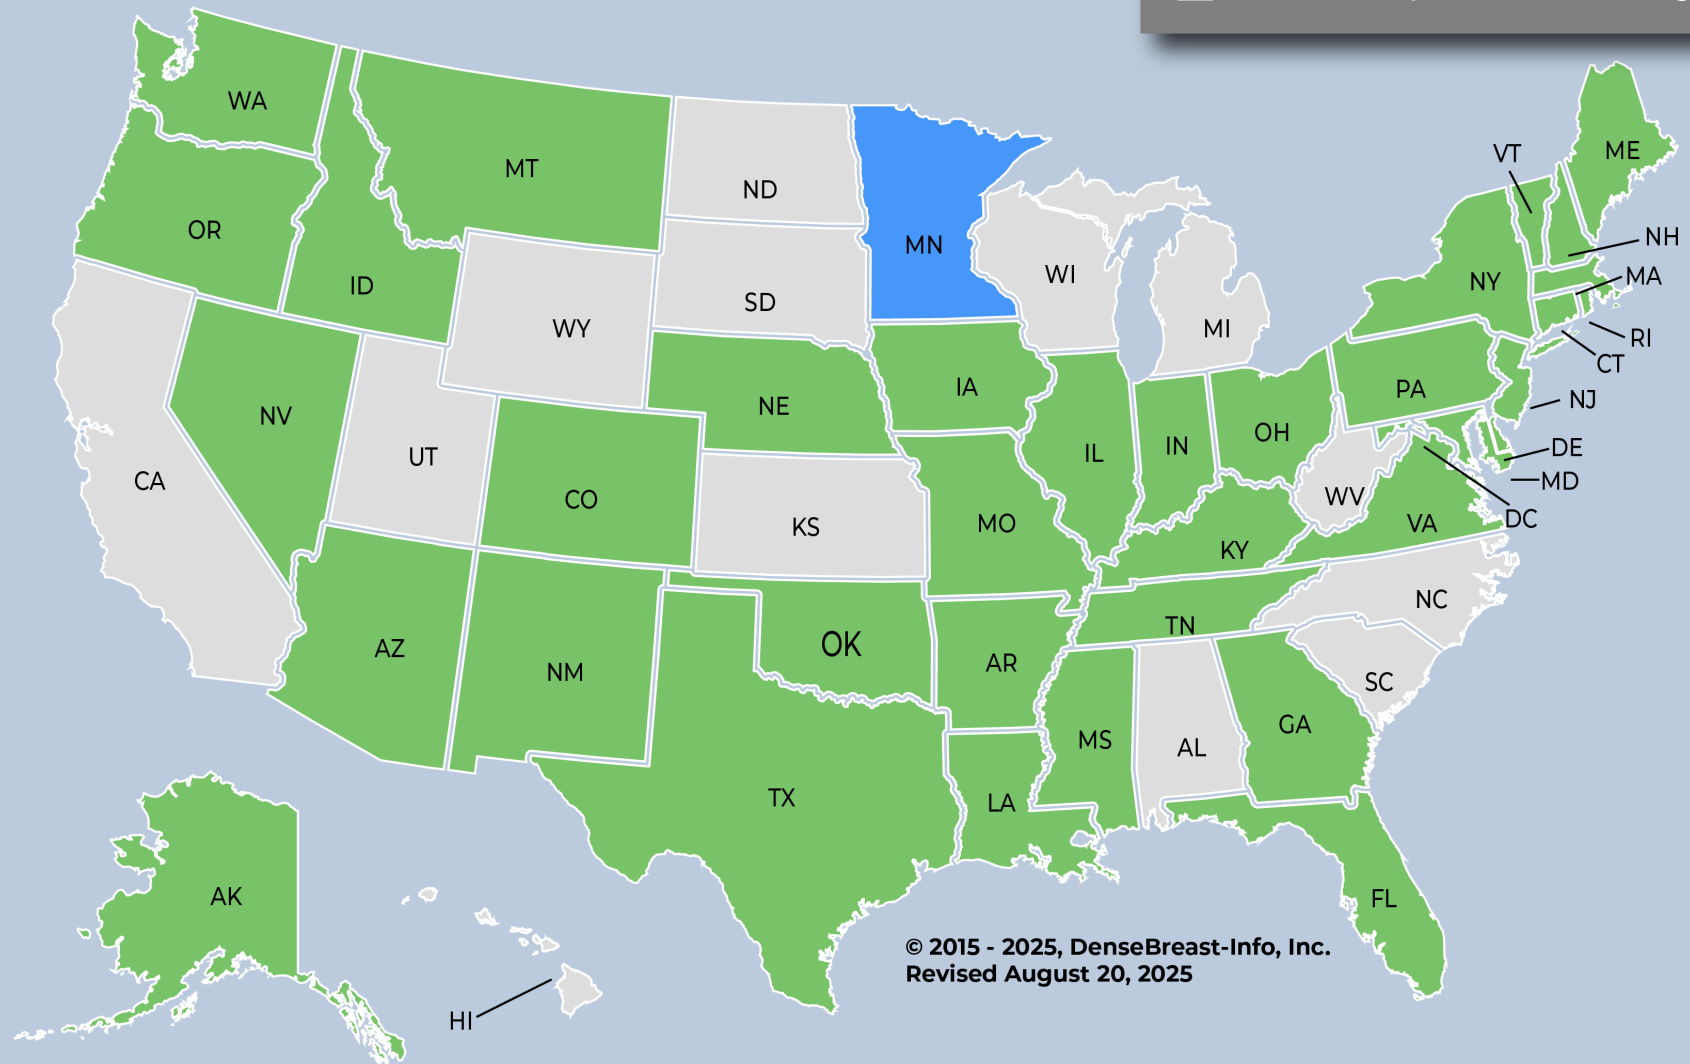 WA
MT
ND
MN
VT
ME
OR
ID
WY
SD
WI
MI
NY
NH
MA
RI
CT
NV
UT
CA
NE
IA
IL
IN
OH
PA
NJ
DE
MD
DC
CO
KS
MO
WV
VA
KY
AZ
NM
OK
AR
TN
NC
SC
TX
LA
MS
AL
GA
FL
AK
HI
© 2015 - 2025, DenseBreast-Info, Inc.
Revised August 20, 2025